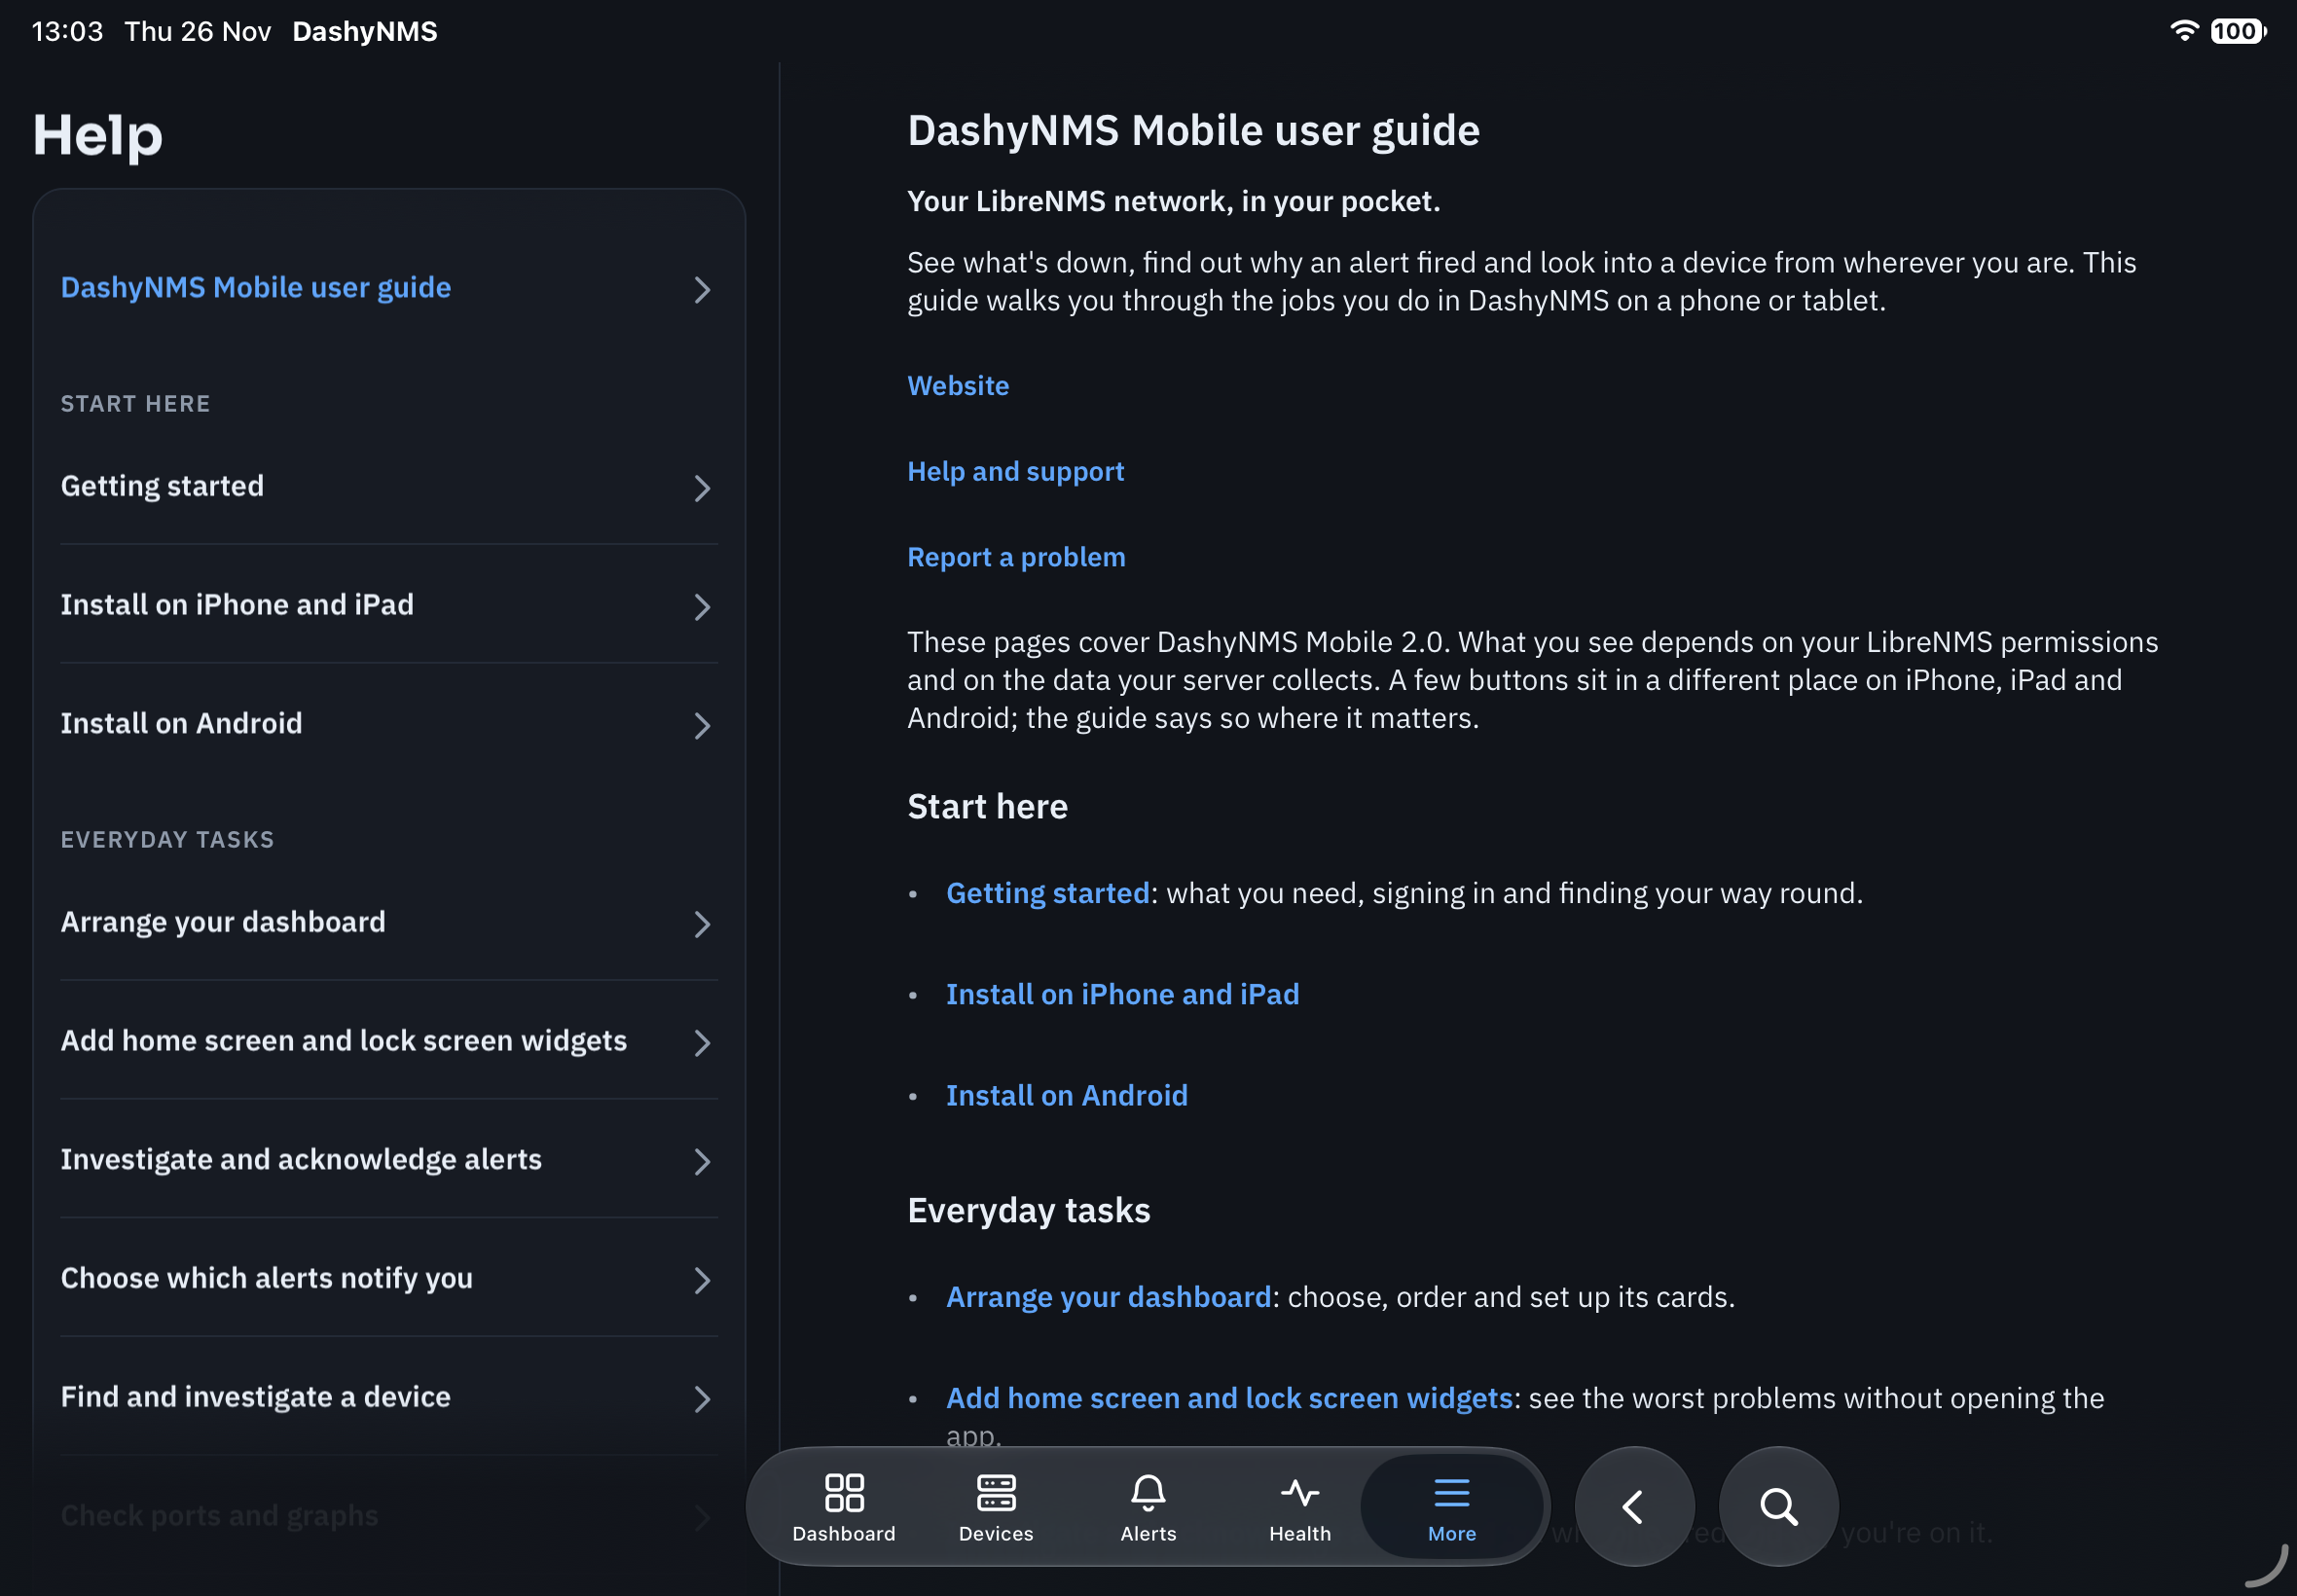 13:03 Thu 26 Nov DashyNMS
100
Help
DashyNMS Mobile user guide
START HERE
Getting started
Install on iPhone and iPad
Install on Android
EVERYDAY TASKS
Arrange your dashboard
Add home screen and lock screen widgets
Investigate and acknowledge alerts
Choose which alerts notify you
Find and investigate a device
Check ports and graphs
DashyNMS Mobile user guide
Your LibreNMS network, in your pocket.
See what's down, find out why an alert fired and look into a device from wherever you are. This
guide walks you through the jobs you do in DashyNMS on a phone or tablet.
Website
Help and support
Report a problem
These pages cover DashyNMS Mobile 2.0. What you see depends on your LibreNMS permissions
and on the data your server collects. A few buttons sit in a different place on iPhone, iPad and
Android; the guide says so where it matters.
Start here
• Getting started: what you need, signing in and finding your way round.
• Install on iPhone and iPad
• Install on Android
Everyday tasks
• Arrange your dashboard: choose, order and set up its cards.
• Add home screen and lock screen widgets: see the worst problems without opening the
app.
you're on it.
Dashboard
Devices
Alerts
Health
More